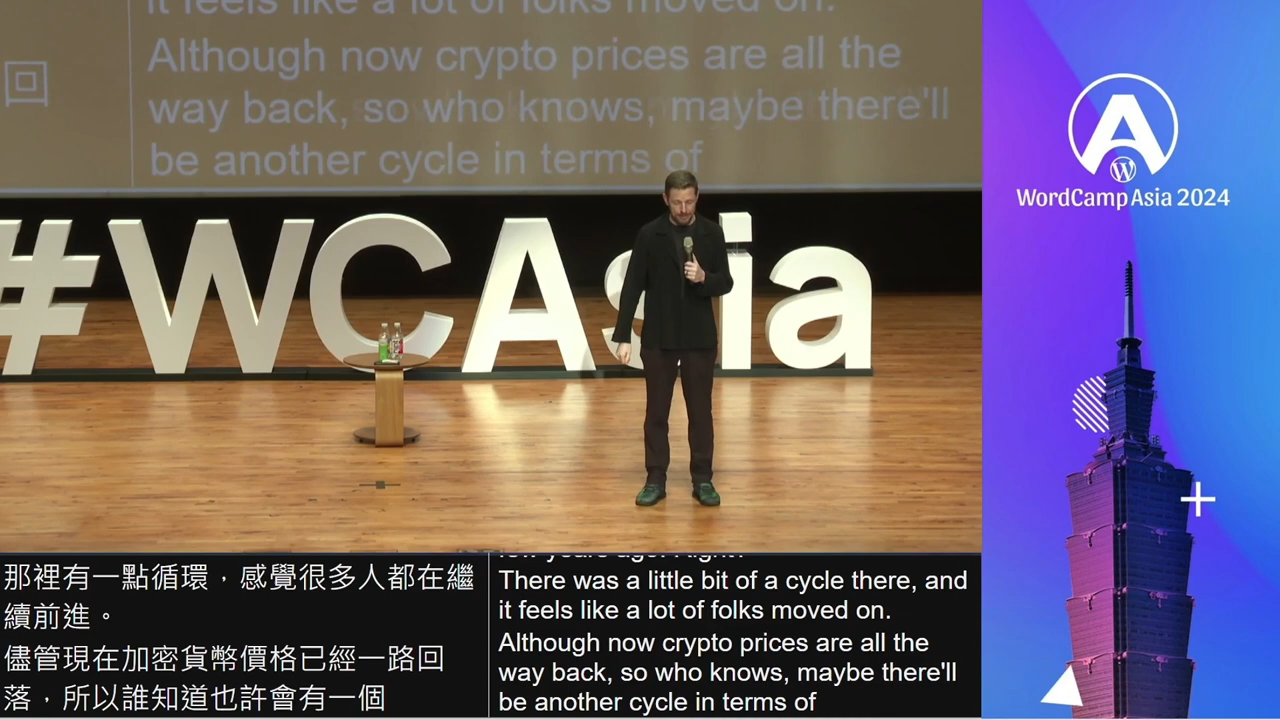 it feels like a lot of folks moved on.
Although now crypto prices are all the
way back, so who knows, maybe there'll
be another cycle in terms of
回
#WCAsia
WordCamp Asia 2024
那裡有一點循環，感覺很多人都在繼
續前進。
儘管現在加密貨幣價格已經一路回
落，所以誰知道也許會有一個
few years ago. Right?
There was a little bit of a cycle there, and
it feels like a lot of folks moved on.
Although now crypto prices are all the
way back, so who knows, maybe there'll
be another cycle in terms of